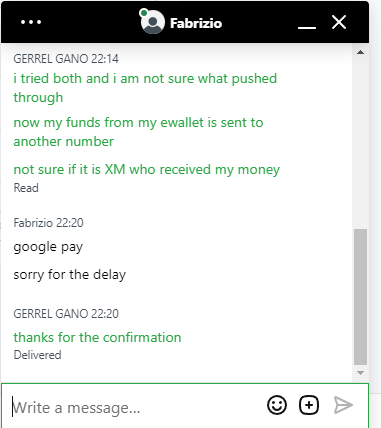 Fabrizio
GERREL GANO 22:14
i tried both and i am not sure what pushed
through
now my funds from my ewallet is sent to
another number
not sure if it is XM who received my money
Read
Fabrizio 22:20
google pay
sorry for the delay
GERREL GANO 22:20
thanks for the confirmation
Delivered
Write a message...